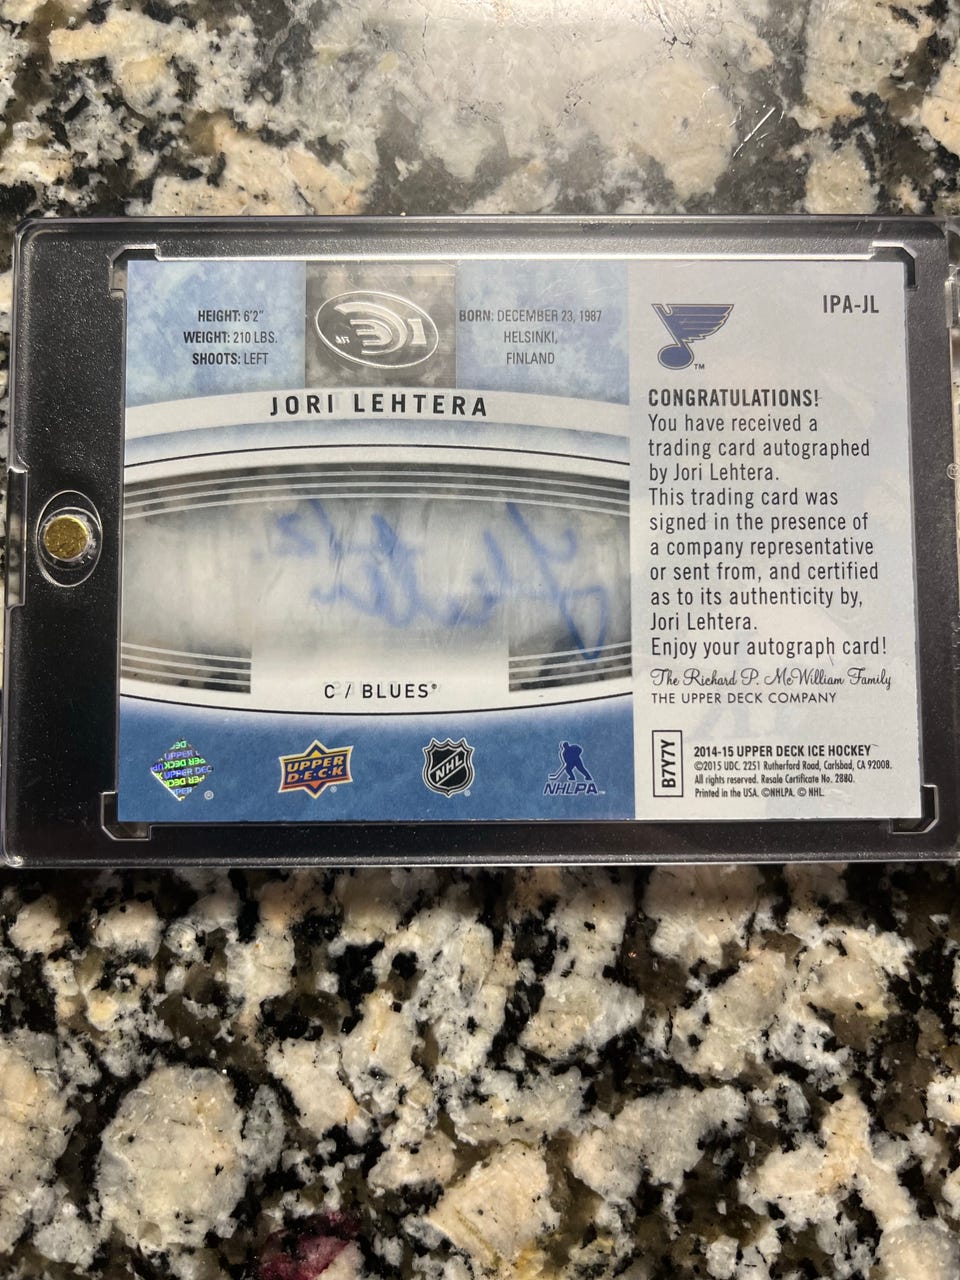 HEIGHT: 6'2"
WEIGHT: 210 LBS.
SHOOTS: LEFT
BORN: DECEMBER 23, 1987
HELSINKI,
FINLAND
JORI LEHTERA
C / BLUES®
UPPER
D·E·C·K
®
NHL
®
NHLPA™
IPA-JL
TM
CONGRATULATIONS!
You have received a
trading card autographed
by Jori Lehtera.
This trading card was
signed in the presence of
a company representative
or sent from, and certified
as to its authenticity by,
Jori Lehtera.
Enjoy your autograph card!
The Richard P. McWilliam Family
THE UPPER DECK COMPANY
B7Y7Y
2014-15 UPPER DECK ICE HOCKEY
©2015 UDC. 2251 Rutherford Road, Carlsbad, CA 92008.
All rights reserved. Resale Certificate No. 2880.
Printed in the USA. ©NHLPA. © NHL.